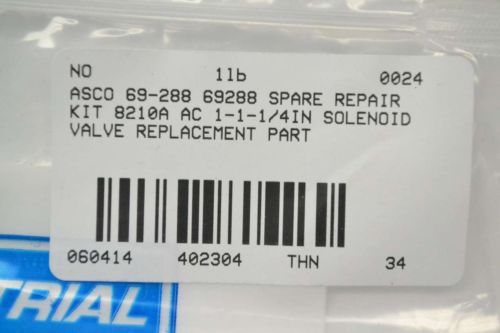 NO 11b 0024
ASCO 69-288 69288 SPARE REPAIR
KIT 8210A AC 1-1-1/4IN SOLENOID
VALVE REPLACEMENT PART
060414 402304 THN 34
TRIAL